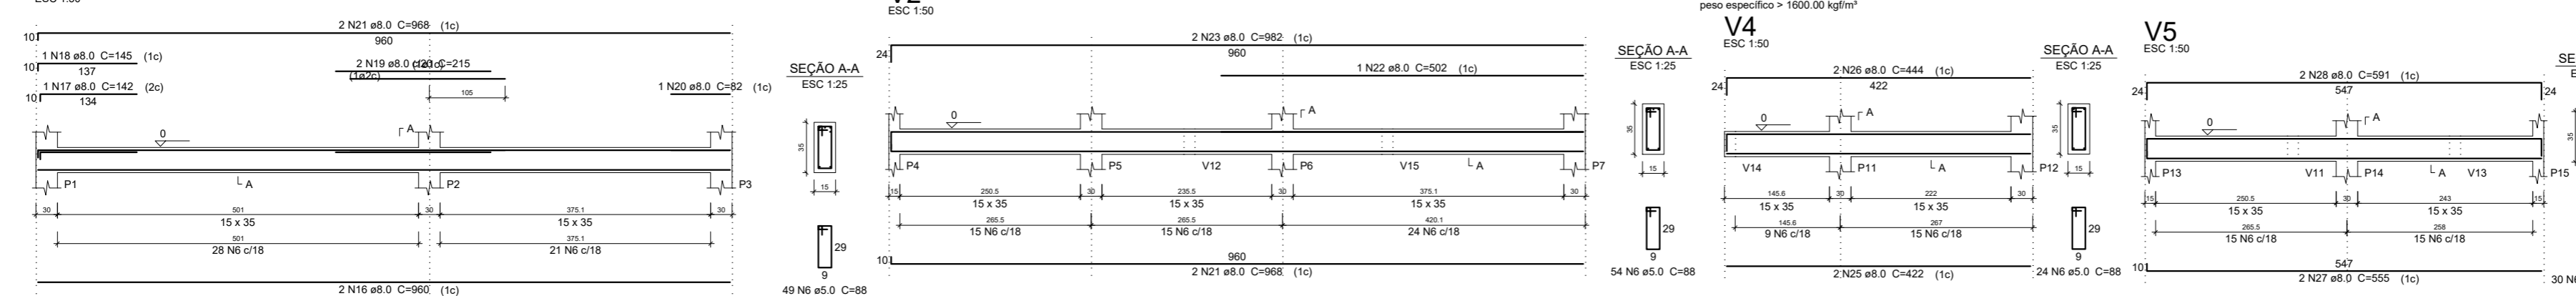 ESC 1:50
2 N21 ø8.0 C=968 (1c)
10
960
1 N18 ø8.0 C=145 (1c)
10
137
2 N19 ø8.0
C=215
(1ø2c)
1 N17 ø8.0 C=142 (2c)
10
134
105
1 N20 ø8.0 C=82 (1c)
0
A
P1
A
P2
P3
30
501
30
375.1
30
15 x 35
15 x 35
501
375.1
28 N6 c/18
21 N6 c/18
2 N16 ø8.0 C=960 (1c)
SEÇÃO A-A
ESC 1:25
35
15
29
9
49 N6 ø5.0 C=88
V2
ESC 1:50
2 N23 ø8.0 C=982 (1c)
24
960
1 N22 ø8.0 C=502 (1c)
0
A
P4
P5
V12
P6
V15
A
P7
15
250.5
30
235.5
30
375.1
30
15 x 35
15 x 35
15 x 35
265.5
265.5
420.1
15 N6 c/18
15 N6 c/18
24 N6 c/18
10
960
2 N21 ø8.0 C=968 (1c)
SEÇÃO A-A
ESC 1:25
35
15
29
9
54 N6 ø5.0 C=88
peso específico > 1600.00 kgf/m³
V4
ESC 1:50
2 N26 ø8.0 C=444 (1c)
24
422
0
A
V14
P11
A
P12
145.6
30
222
30
15 x 35
15 x 35
145.6
267
9 N6 c/18
15 N6 c/18
2 N25 ø8.0 C=422 (1c)
SEÇÃO A-A
ESC 1:25
35
15
29
9
24 N6 ø5.0 C=88
V5
ESC 1:50
2 N28 ø8.0 C=591 (1c)
24
547
24
0
A
P13
V11
P14
A
V13
P15
15
250.5
30
243
15
15 x 35
15 x 35
265.5
258
15 N6 c/18
15 N6 c/18
10
547
2 N27 ø8.0 C=555 (1c)
SE
35
30 N